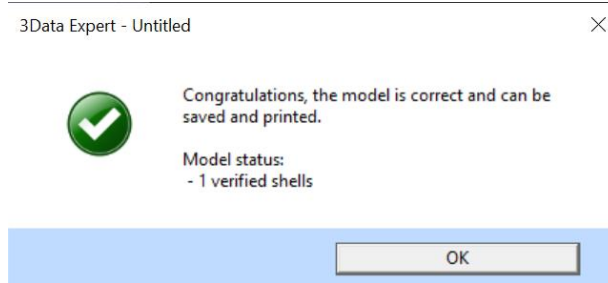 3Data Expert - Untitled
Congratulations, the model is correct and can be
saved and printed.
Model status:
- 1 verified shells
OK